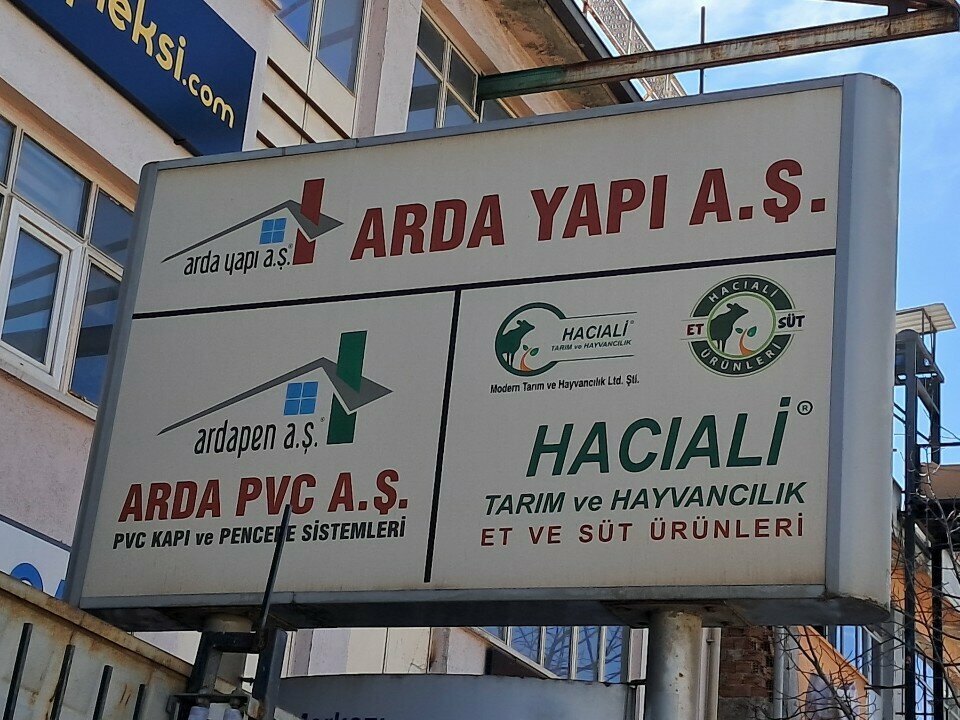 eksi.com
arda yapı a.ş.®
ARDA YAPI A.Ş.
ardapen a.ş.®
ARDA PVC A.Ş.
PVC KAPI ve PENCERE SİSTEMLERİ
HACIALİ®
TARIM ve HAYVANCILIK
Modern Tarım ve Hayvancılık Ltd. Şti.
HACIALİ
ET SÜT
ÜRÜNLERİ
HACIALİ®
TARIM ve HAYVANCILIK
ET VE SÜT ÜRÜNLERİ